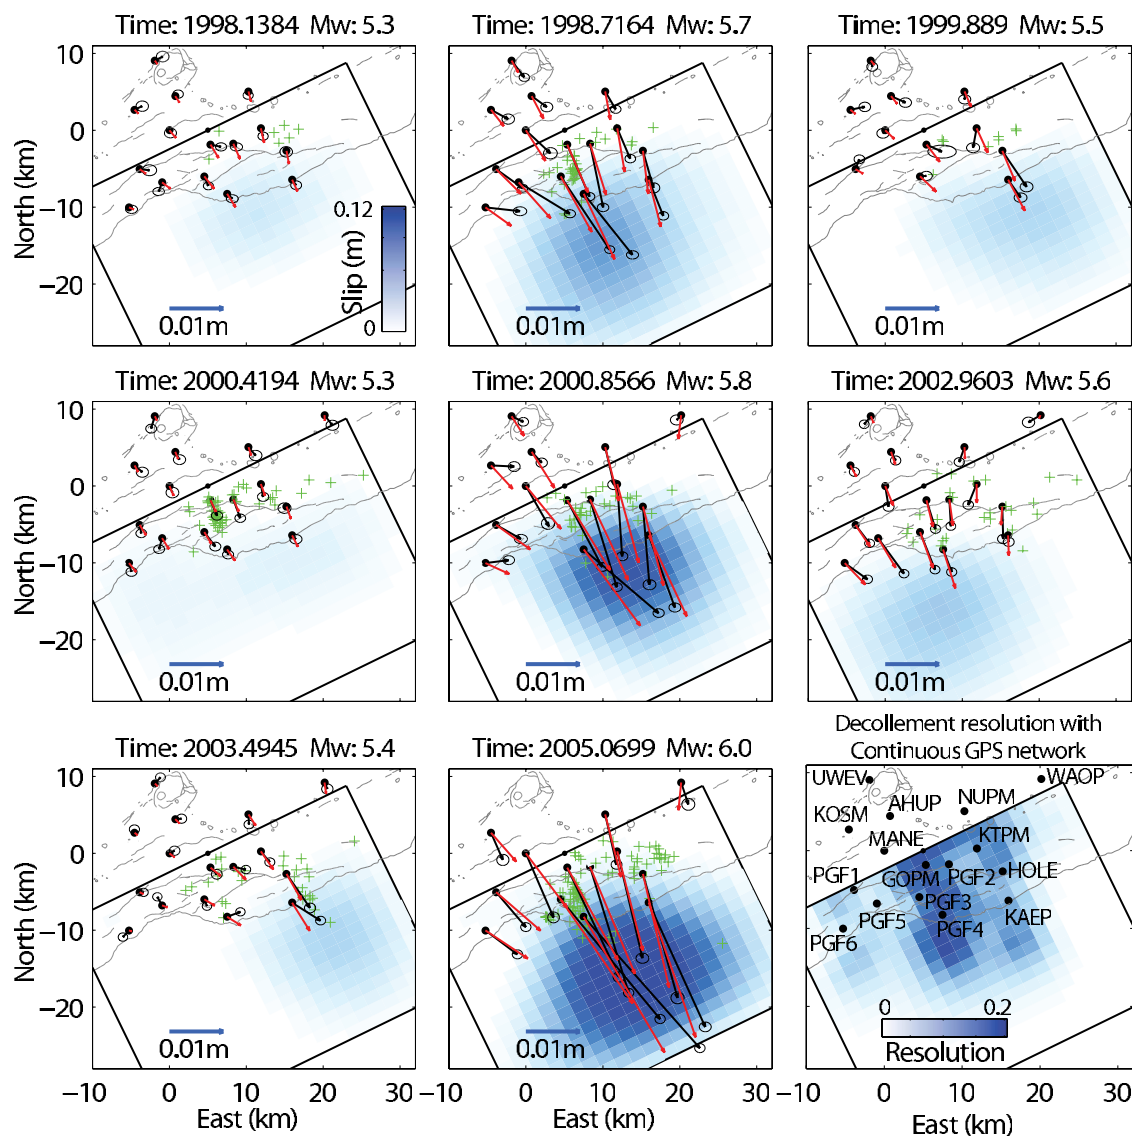 Time: 1998.1384 Mw: 5.3
Time: 1998.7164 Mw: 5.7
Time: 1999.889 Mw: 5.5
10
0
−10
−20
North (km)
0.12
0
Slip (m)
0.01m
0.01m
0.01m
Time: 2000.4194 Mw: 5.3
Time: 2000.8566 Mw: 5.8
Time: 2002.9603 Mw: 5.6
10
0
−10
−20
North (km)
0.01m
0.01m
0.01m
Time: 2003.4945 Mw: 5.4
Time: 2005.0699 Mw: 6.0
Decollement resolution with
Continuous GPS network
10
0
−10
−20
North (km)
0.01m
0.01m
UWEV
WAOP
KOSM
AHUP
NUPM
MANE
KTPM
PGF1
GOPM
PGF2
HOLE
PGF3
PGF5
PGF4
KAEP
PGF6
0
0.2
Resolution
−10 0 10 20 30
−10 0 10 20 30
−10 0 10 20 30
East (km)
East (km)
East (km)